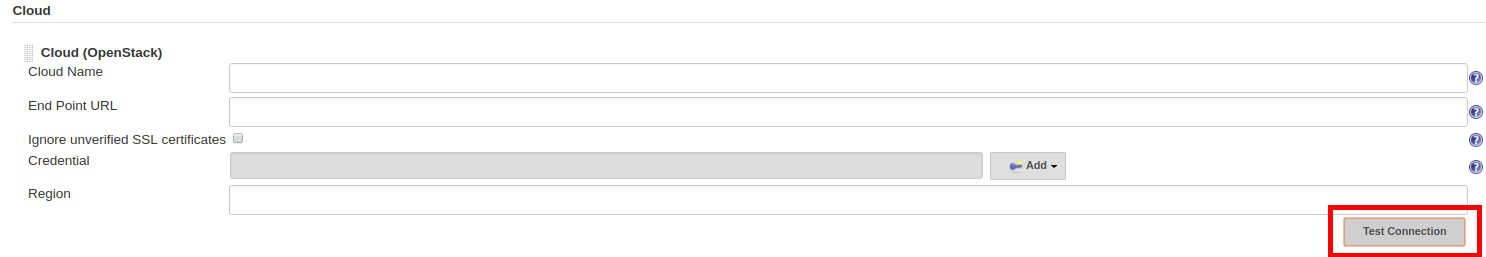 Cloud
Cloud (OpenStack)
Cloud Name
End Point URL
Ignore unverified SSL certificates
Credential
Add
Region
Test Connection